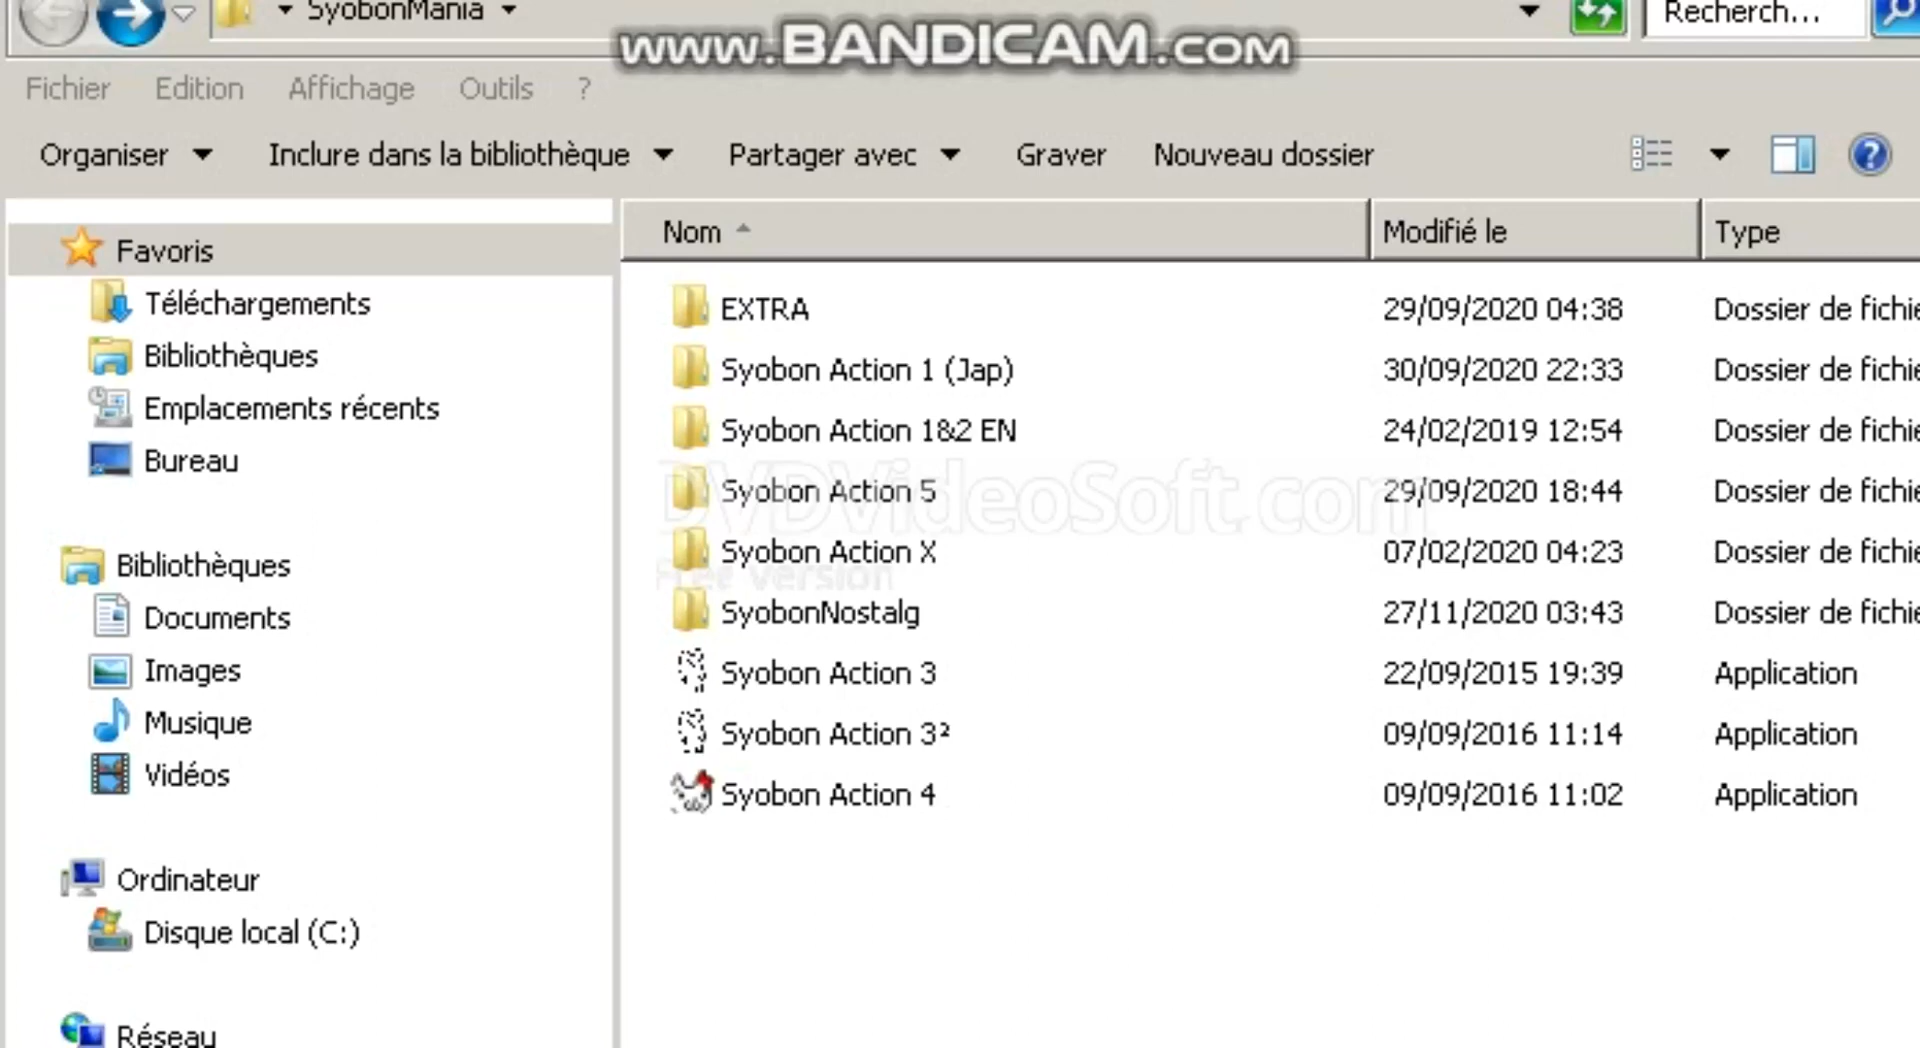 SyobonMania
Recherch...
www.BANDICAM.com
Fichier Edition Affichage Outils ?
Organiser Inclure dans la bibliothèque Partager avec Graver Nouveau dossier
Nom Modifié le Type
Favoris
Téléchargements
Bibliothèques
Emplacements récents
Bureau
Bibliothèques
Documents
Images
Musique
Vidéos
Ordinateur
Disque local (C:)
Réseau
EXTRA 29/09/2020 04:38 Dossier de fichie
Syobon Action 1 (Jap) 30/09/2020 22:33 Dossier de fichie
Syobon Action 1&2 EN 24/02/2019 12:54 Dossier de fichie
Syobon Action 5 29/09/2020 18:44 Dossier de fichie
Syobon Action X 07/02/2020 04:23 Dossier de fichie
SyobonNostalg 27/11/2020 03:43 Dossier de fichie
Syobon Action 3 22/09/2015 19:39 Application
Syobon Action 3² 09/09/2016 11:14 Application
Syobon Action 4 09/09/2016 11:02 Application
DVDVideoSoft.com
Free version